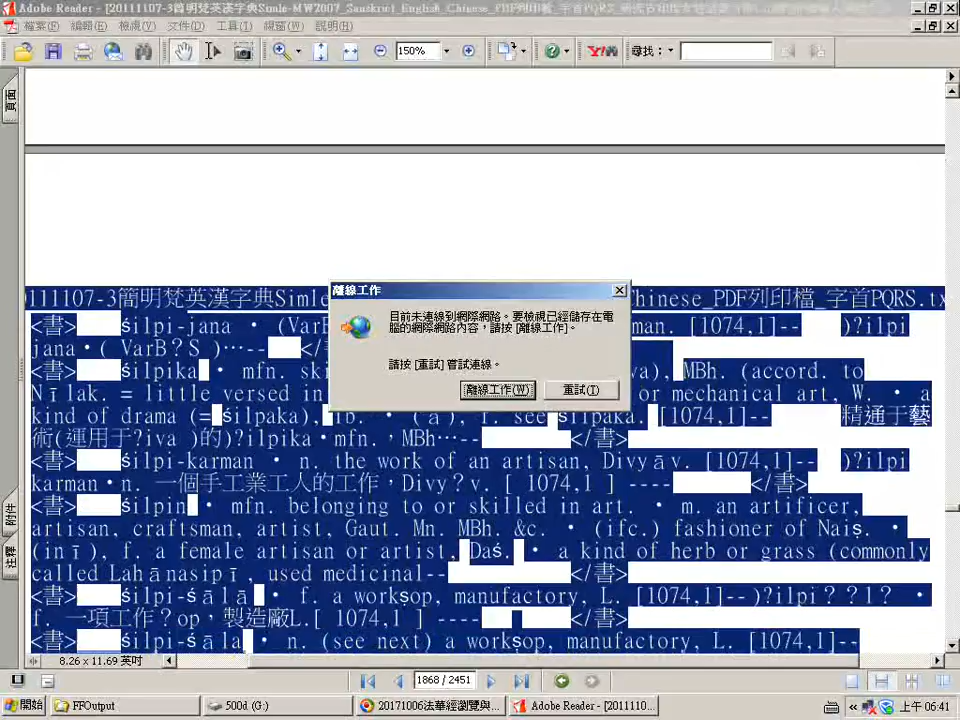 Adobe Reader - [20111107-3簡明梵英漢字典Simle-MW2007_Sanskrit_English_Chinese_PDF列印檔_字首PQRS
檔案(F) 編輯(E) 檢視(V) 文件(D) 工具(T) 視窗(W) 說明(H)
150% Y! 尋找：
頁面
111107-3簡明梵英漢字典Simle
hinese_PDF列印檔_字首PQRS.tx
離線工作
目前未連線到網際網路。要檢視已經儲存在電
腦的網際網路內容，請按 [離線工作]。
請按 [重試] 嘗試連線。
離線工作(W) 重試(T)
<書> śilpi-jana • (Var
man. [1074,1]-- )?ilpi
jana•( VarB?S )…-- </
<書> śilpika • mfn. sk
va), MBh. (accord. to
Nīlak. = little versed in
or mechanical art, W. • a
kind of drama (= śilpaka), ib. • (ā), f. see śilpaka. [1074,1]-- 精通于藝
術(運用于?iva )的)?ilpika•mfn.，MBh…-- </書>
<書> śilpi-karman • n. the work of an artisan, Divyāv. [1074,1]-- )?ilpi
karman•n. 一個手工業工人的工作，Divy?v. [ 1074,1 ] ---- </書>
<書> śilpin • mfn. belonging to or skilled in art. • m. an artificer,
artisan, craftsman, artist, Gaut. Mn. MBh. &c. • (ifc.) fashioner of Naiṣ. •
(inī), f. a female artisan or artist, Daś. • a kind of herb or grass (commonly
called Lahānasipī, used medicinal-- </書>
<書> śilpi-śālā • f. a worksop, manufactory, L. [1074,1]--)?ilpi??l? •
f. 一項工作?op，製造廠L.[ 1074,1 ] ---- </書>
<書> śilpi-śāla • n. (see next) a worksop, manufactory, L. [1074,1]--
附件
注釋
8.26 x 11.69 英吋
1868 / 2451
開始 FFOutput 500d (G:) 20171006法華經瀏覽與... Adobe Reader - [2011110... 上午 06:41